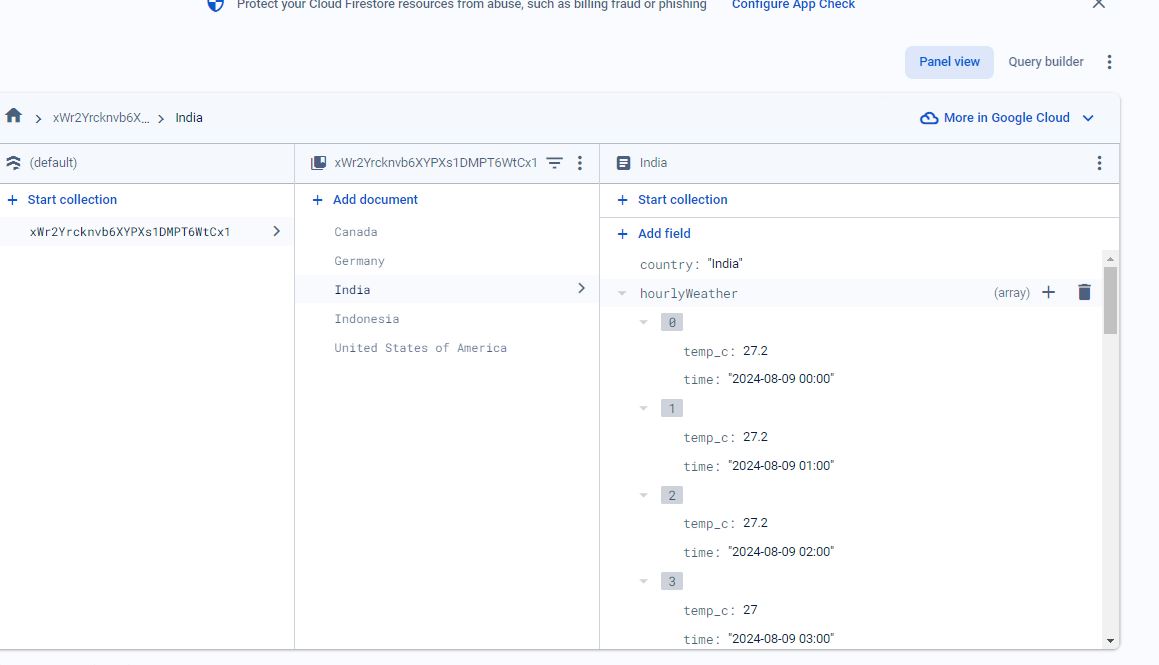 Protect your Cloud Firestore resources from abuse, such as billing fraud or phishing Configure App Check
Panel view Query builder
xWr2Yrcknvb6X... India More in Google Cloud
(default) xWr2Yrcknvb6XYPXs1DMPT6WtCx1 India
Start collection Add document Start collection
xWr2Yrcknvb6XYPXs1DMPT6WtCx1 Canada Add field
Germany country: "India"
India hourlyWeather (array)
Indonesia 0
United States of America temp_c: 27.2
time: "2024-08-09 00:00"
1
temp_c: 27.2
time: "2024-08-09 01:00"
2
temp_c: 27.2
time: "2024-08-09 02:00"
3
temp_c: 27
time: "2024-08-09 03:00"